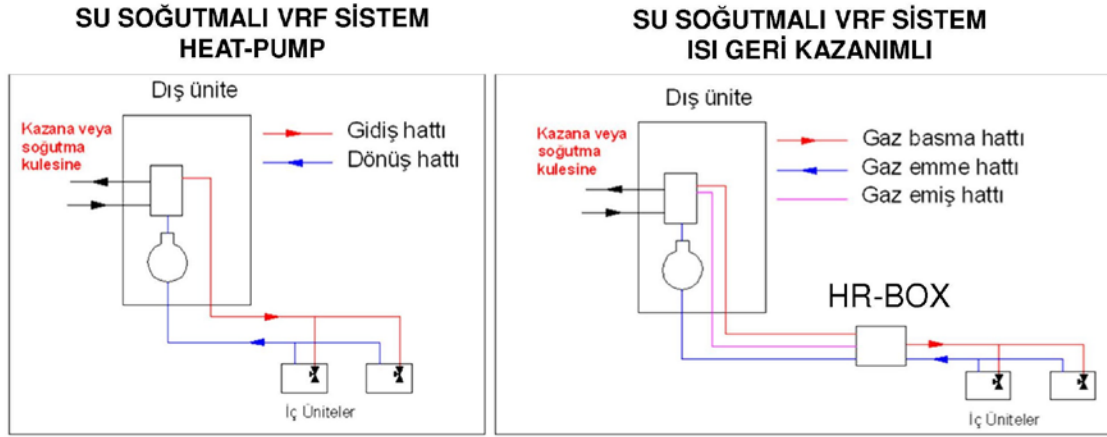 SU SOĞUTMALI VRF SİSTEM
HEAT-PUMP
Dış ünite
Kazana veya
soğutma
kulesine
Gidiş hattı
Dönüş hattı
İç Üniteler
SU SOĞUTMALI VRF SİSTEM
ISI GERİ KAZANIMLI
Dış ünite
Kazana veya
soğutma
kulesine
Gaz basma hattı
Gaz emme hattı
Gaz emiş hattı
HR-BOX
İç Üniteler